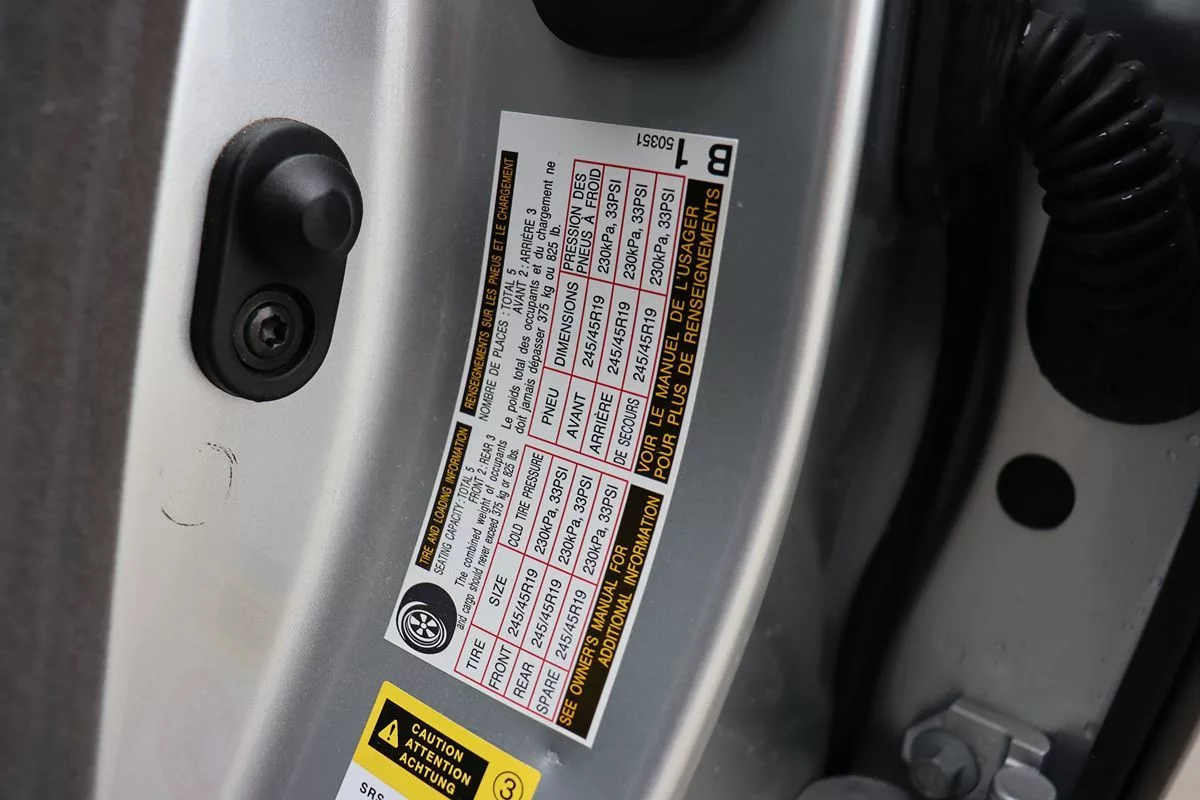 TIRE AND LOADING INFORMATION
SEATING CAPACITY : TOTAL 5
FRONT 2 : REAR 3
The combined weight of occupants
and cargo should never exceed 375 kg or 825 lbs.
TIRE SIZE COLD TIRE PRESSURE
FRONT 245/45R19 230kPa, 33PSI
REAR 245/45R19 230kPa, 33PSI
SPARE 245/45R19 230kPa, 33PSI
SEE OWNER'S MANUAL FOR
ADDITIONAL INFORMATION
RENSEIGNEMENTS SUR LES PNEUS ET LE CHARGEMENT
NOMBRE DE PLACES : TOTAL 5
AVANT 2 : ARRIÈRE 3
Le poids total des occupants et du chargement ne
doit jamais dépasser 375 kg ou 825 lb.
PNEU DIMENSIONS PRESSION DES
PNEUS À FROID
AVANT 245/45R19 230kPa, 33PSI
ARRIÈRE 245/45R19 230kPa, 33PSI
DE SECOURS 245/45R19 230kPa, 33PSI
VOIR LE MANUEL DE L'USAGER
POUR PLUS DE RENSEIGNEMENTS
50351
1
B
CAUTION
ATTENTION
ACHTUNG
3
SRS